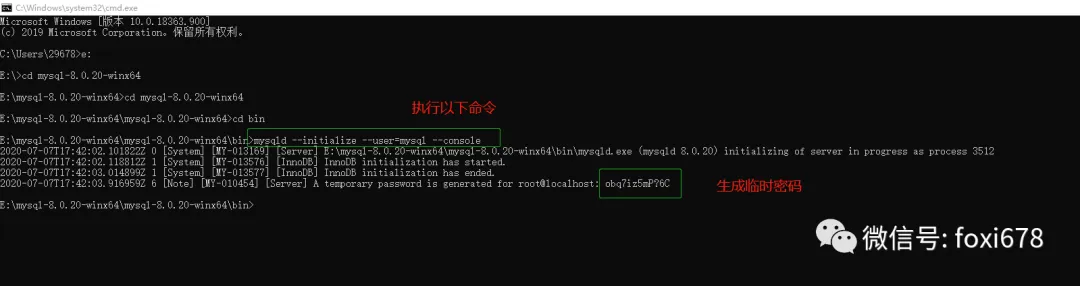 C:\Windows\system32\cmd.exe
Microsoft Windows [版本 10.0.18363.900]
(c) 2019 Microsoft Corporation。保留所有权利。
C:\Users\29678>e:
E:\>cd mysql-8.0.20-winx64
E:\mysql-8.0.20-winx64>cd mysql-8.0.20-winx64
执行以下命令
E:\mysql-8.0.20-winx64\mysql-8.0.20-winx64>cd bin
E:\mysql-8.0.20-winx64\mysql-8.0.20-winx64\bin>mysqld --initialize --user=mysql --console
2020-07-07T17:42:02.101822Z 0 [System] [MY-013169] [Server] E:\mysql-8.0.20-winx64\mysql-8.0.20-winx64\bin\mysqld.exe (mysqld 8.0.20) initializing of server in progress as process 3512
2020-07-07T17:42:02.118812Z 1 [System] [MY-013576] [InnoDB] InnoDB initialization has started.
2020-07-07T17:42:03.014899Z 1 [System] [MY-013577] [InnoDB] InnoDB initialization has ended.
2020-07-07T17:42:03.916959Z 6 [Note] [MY-010454] [Server] A temporary password is generated for root@localhost: obq7iz5mP?6C
生成临时密码
E:\mysql-8.0.20-winx64\mysql-8.0.20-winx64\bin>
微信号: foxi678